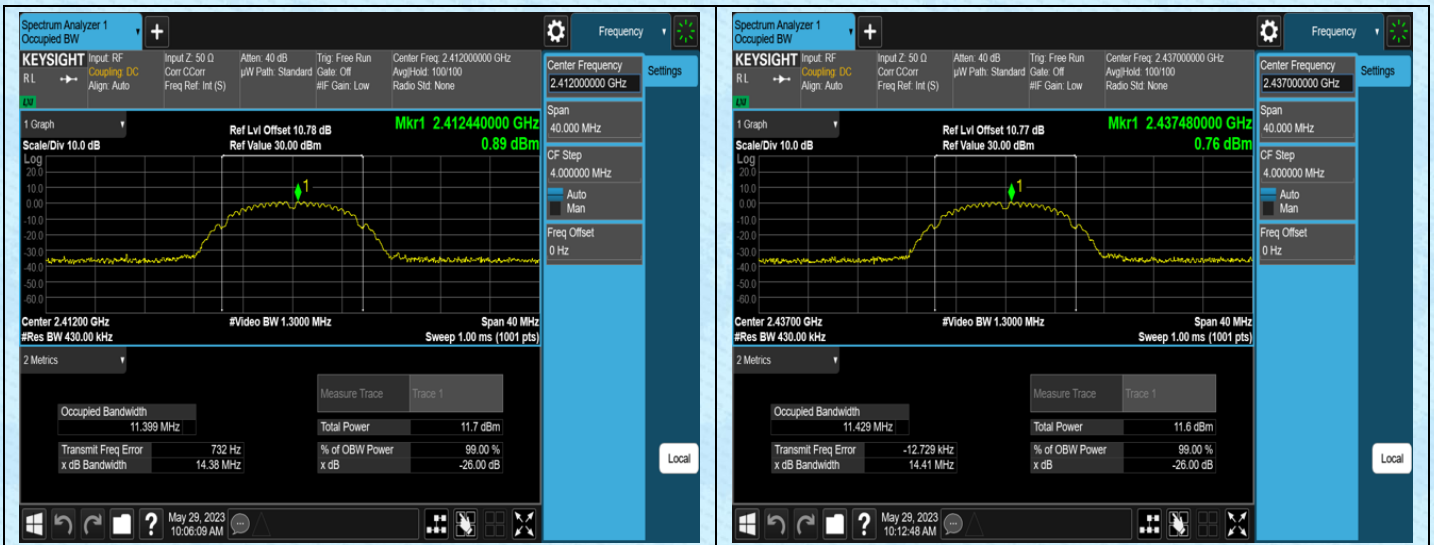 Spectrum Analyzer 1
Occupied BW
Frequency
KEYSIGHT
R L
LXI
Input: RF
Coupling: DC
Align: Auto
Input Z: 50 Ω
Corr CCorr
Freq Ref: Int (S)
Atten: 40 dB
µW Path: Standard
Trig: Free Run
Gate: Off
#IF Gain: Low
Center Freq: 2.412000000 GHz
Avg|Hold: 100/100
Radio Std: None
Center Frequency
2.412000000 GHz
Settings
Span
40.000 MHz
CF Step
4.000000 MHz
Auto
Man
Freq Offset
0 Hz
1 Graph
Scale/Div 10.0 dB
Ref Lvl Offset 10.78 dB
Ref Value 30.00 dBm
Mkr1 2.412440000 GHz
0.89 dBm
Log
20.0
10.0
0.00
-10.0
-20.0
-30.0
-40.0
-50.0
-60.0
1
Center 2.41200 GHz
#Res BW 430.00 kHz
#Video BW 1.3000 MHz
Span 40 MHz
Sweep 1.00 ms (1001 pts)
2 Metrics
Measure Trace Trace 1
Occupied Bandwidth
11.399 MHz
Total Power 11.7 dBm
Transmit Freq Error 732 Hz
% of OBW Power 99.00 %
x dB Bandwidth 14.38 MHz
x dB -26.00 dB
Local
?
May 29, 2023
10:06:09 AM
Spectrum Analyzer 1
Occupied BW
Frequency
KEYSIGHT
R L
LXI
Input: RF
Coupling: DC
Align: Auto
Input Z: 50 Ω
Corr CCorr
Freq Ref: Int (S)
Atten: 40 dB
µW Path: Standard
Trig: Free Run
Gate: Off
#IF Gain: Low
Center Freq: 2.437000000 GHz
Avg|Hold: 100/100
Radio Std: None
Center Frequency
2.437000000 GHz
Settings
Span
40.000 MHz
CF Step
4.000000 MHz
Auto
Man
Freq Offset
0 Hz
1 Graph
Scale/Div 10.0 dB
Ref Lvl Offset 10.77 dB
Ref Value 30.00 dBm
Mkr1 2.437480000 GHz
0.76 dBm
Log
20.0
10.0
0.00
-10.0
-20.0
-30.0
-40.0
-50.0
-60.0
1
Center 2.43700 GHz
#Res BW 430.00 kHz
#Video BW 1.3000 MHz
Span 40 MHz
Sweep 1.00 ms (1001 pts)
2 Metrics
Measure Trace Trace 1
Occupied Bandwidth
11.429 MHz
Total Power 11.6 dBm
Transmit Freq Error -12.729 kHz
% of OBW Power 99.00 %
x dB Bandwidth 14.41 MHz
x dB -26.00 dB
Local
?
May 29, 2023
10:12:48 AM